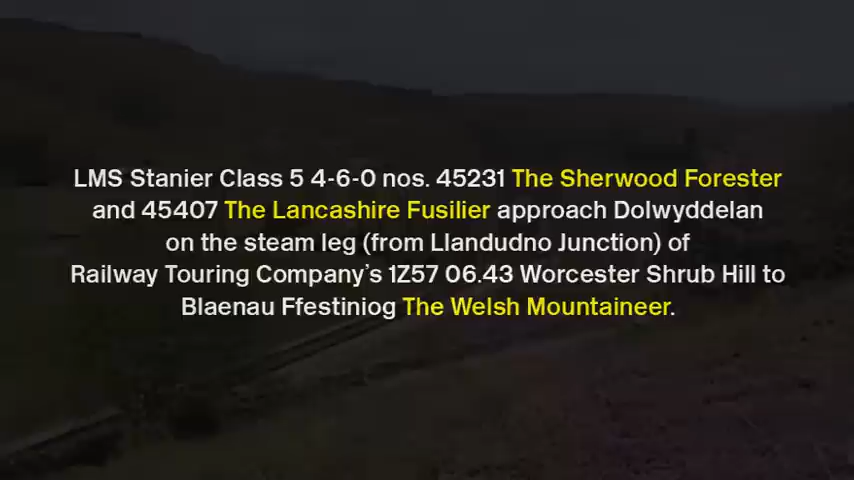 LMS Stanier Class 5 4-6-0 nos. 45231 The Sherwood Forester
and 45407 The Lancashire Fusilier approach Dolwyddelan
on the steam leg (from Llandudno Junction) of
Railway Touring Company's 1Z57 06.43 Worcester Shrub Hill to
Blaenau Ffestiniog The Welsh Mountaineer.